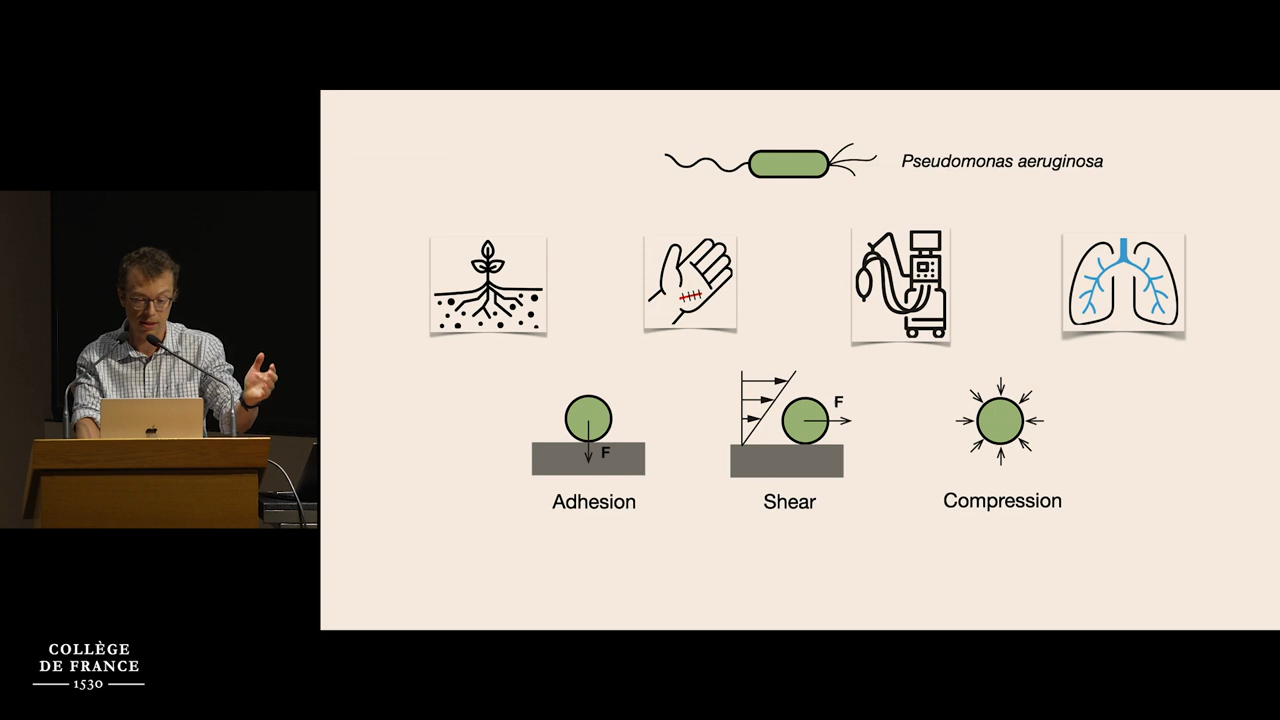 Pseudomonas aeruginosa
F
F
Adhesion
Shear
Compression
COLLÈGE
DE FRANCE
1530